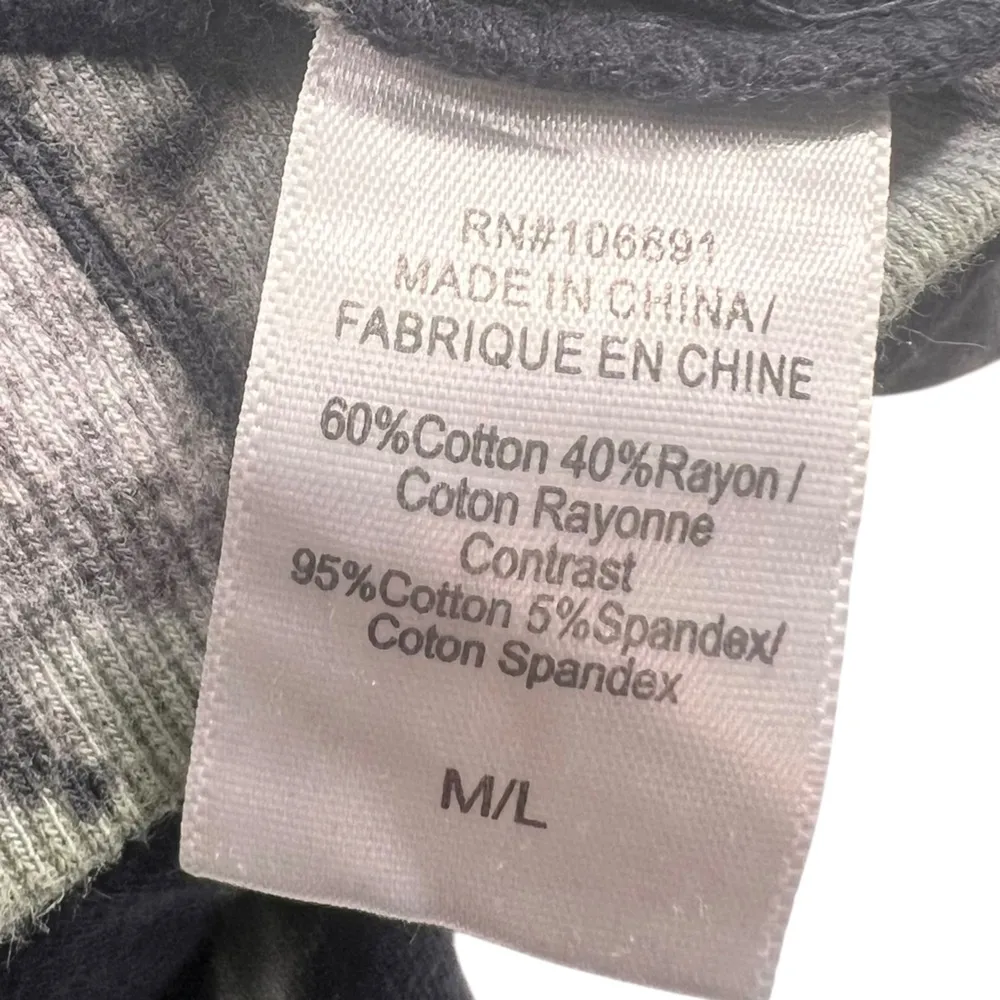 RN#106691
MADE IN CHINA/
FABRIQUE EN CHINE
60%Cotton 40%Rayon /
Coton Rayonne
Contrast
95%Cotton 5%Spandex/
Coton Spandex
M/L